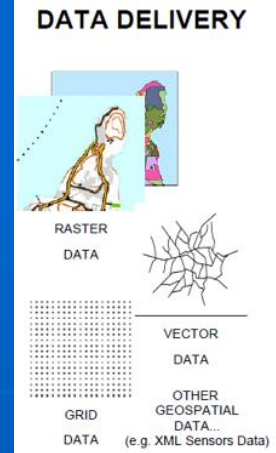 DATA DELIVERY
RASTER
DATA
VECTOR
DATA
GRID
DATA
OTHER
GEOSPATIAL
DATA...
(e.g. XML Sensors Data)